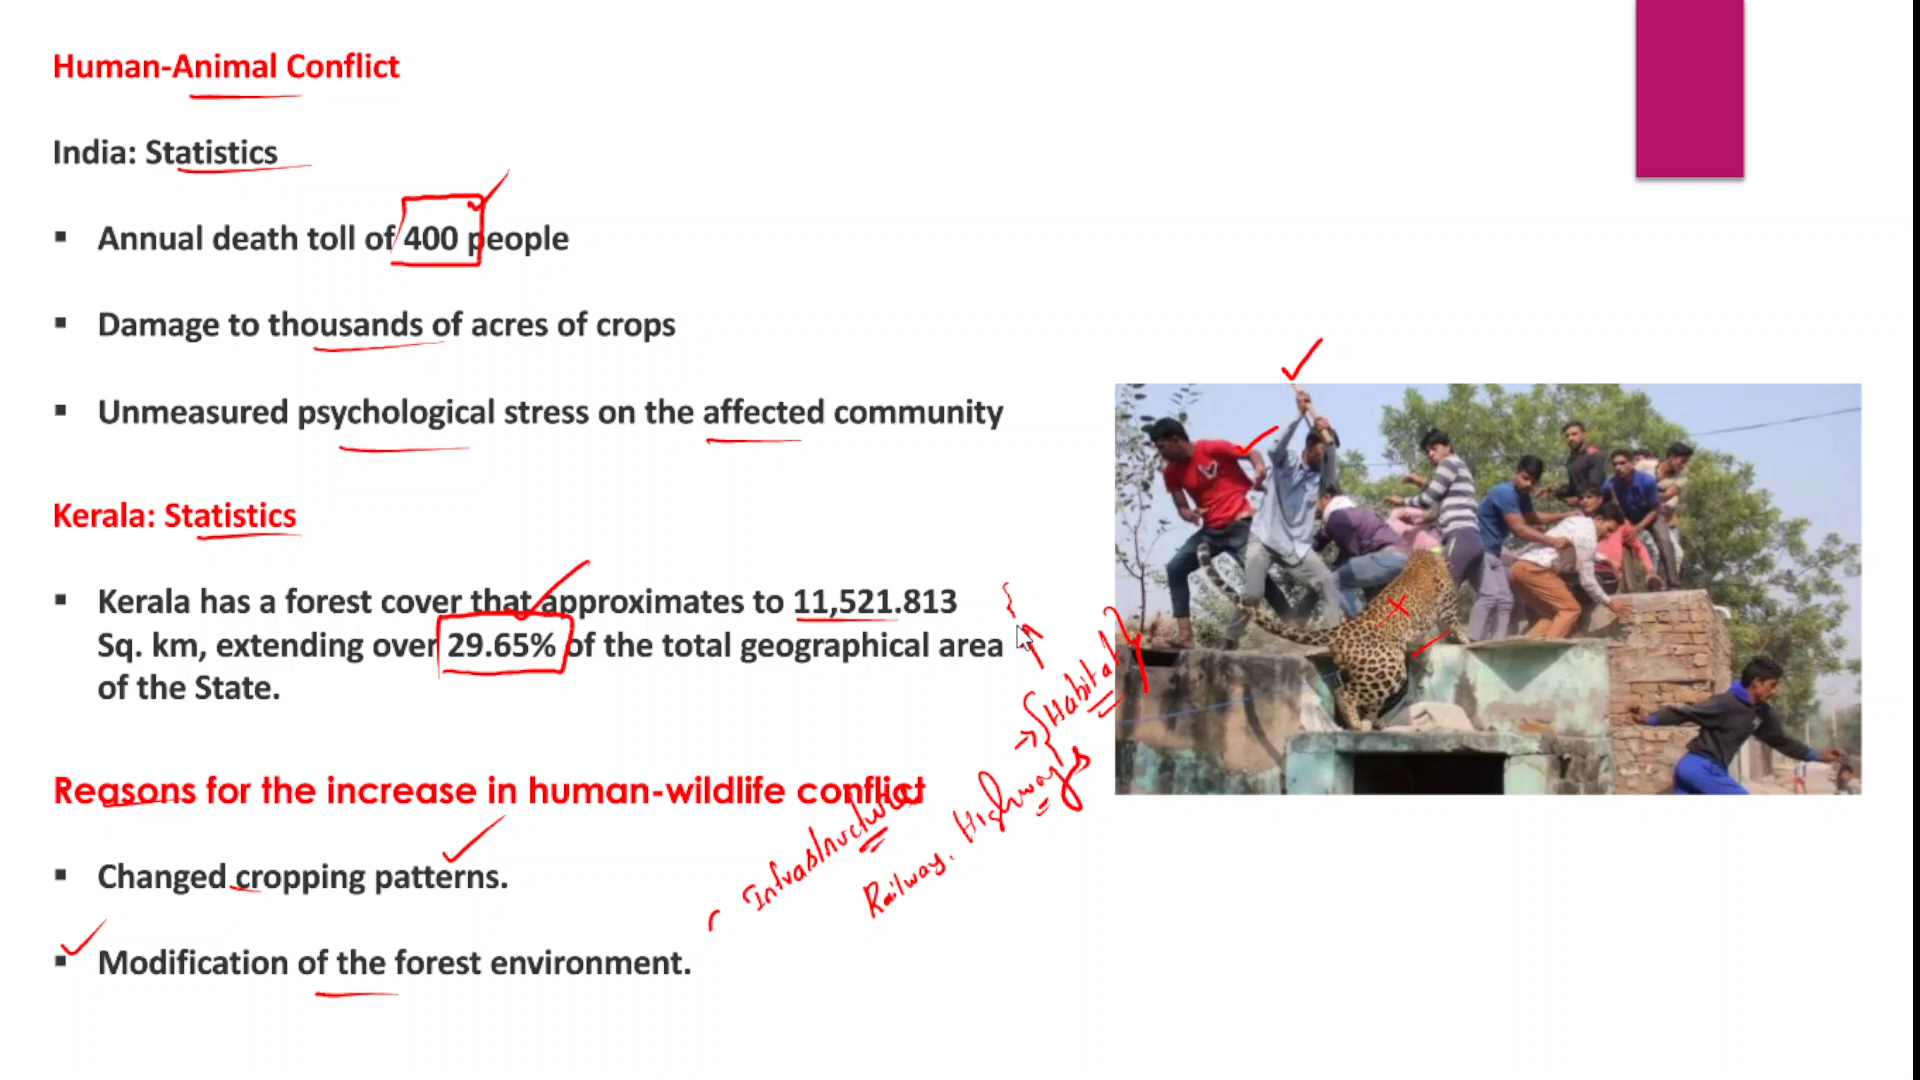 Human-Animal Conflict
India: Statistics
▪ Annual death toll of 400 people
▪ Damage to thousands of acres of crops
▪ Unmeasured psychological stress on the affected community
Kerala: Statistics
▪ Kerala has a forest cover that approximates to 11,521.813
Sq. km, extending over 29.65% of the total geographical area
of the State.
Reasons for the increase in human-wildlife conflict
▪ Changed cropping patterns.
▪ Modification of the forest environment.
Habitat
Infrastructure
Railway, Highways